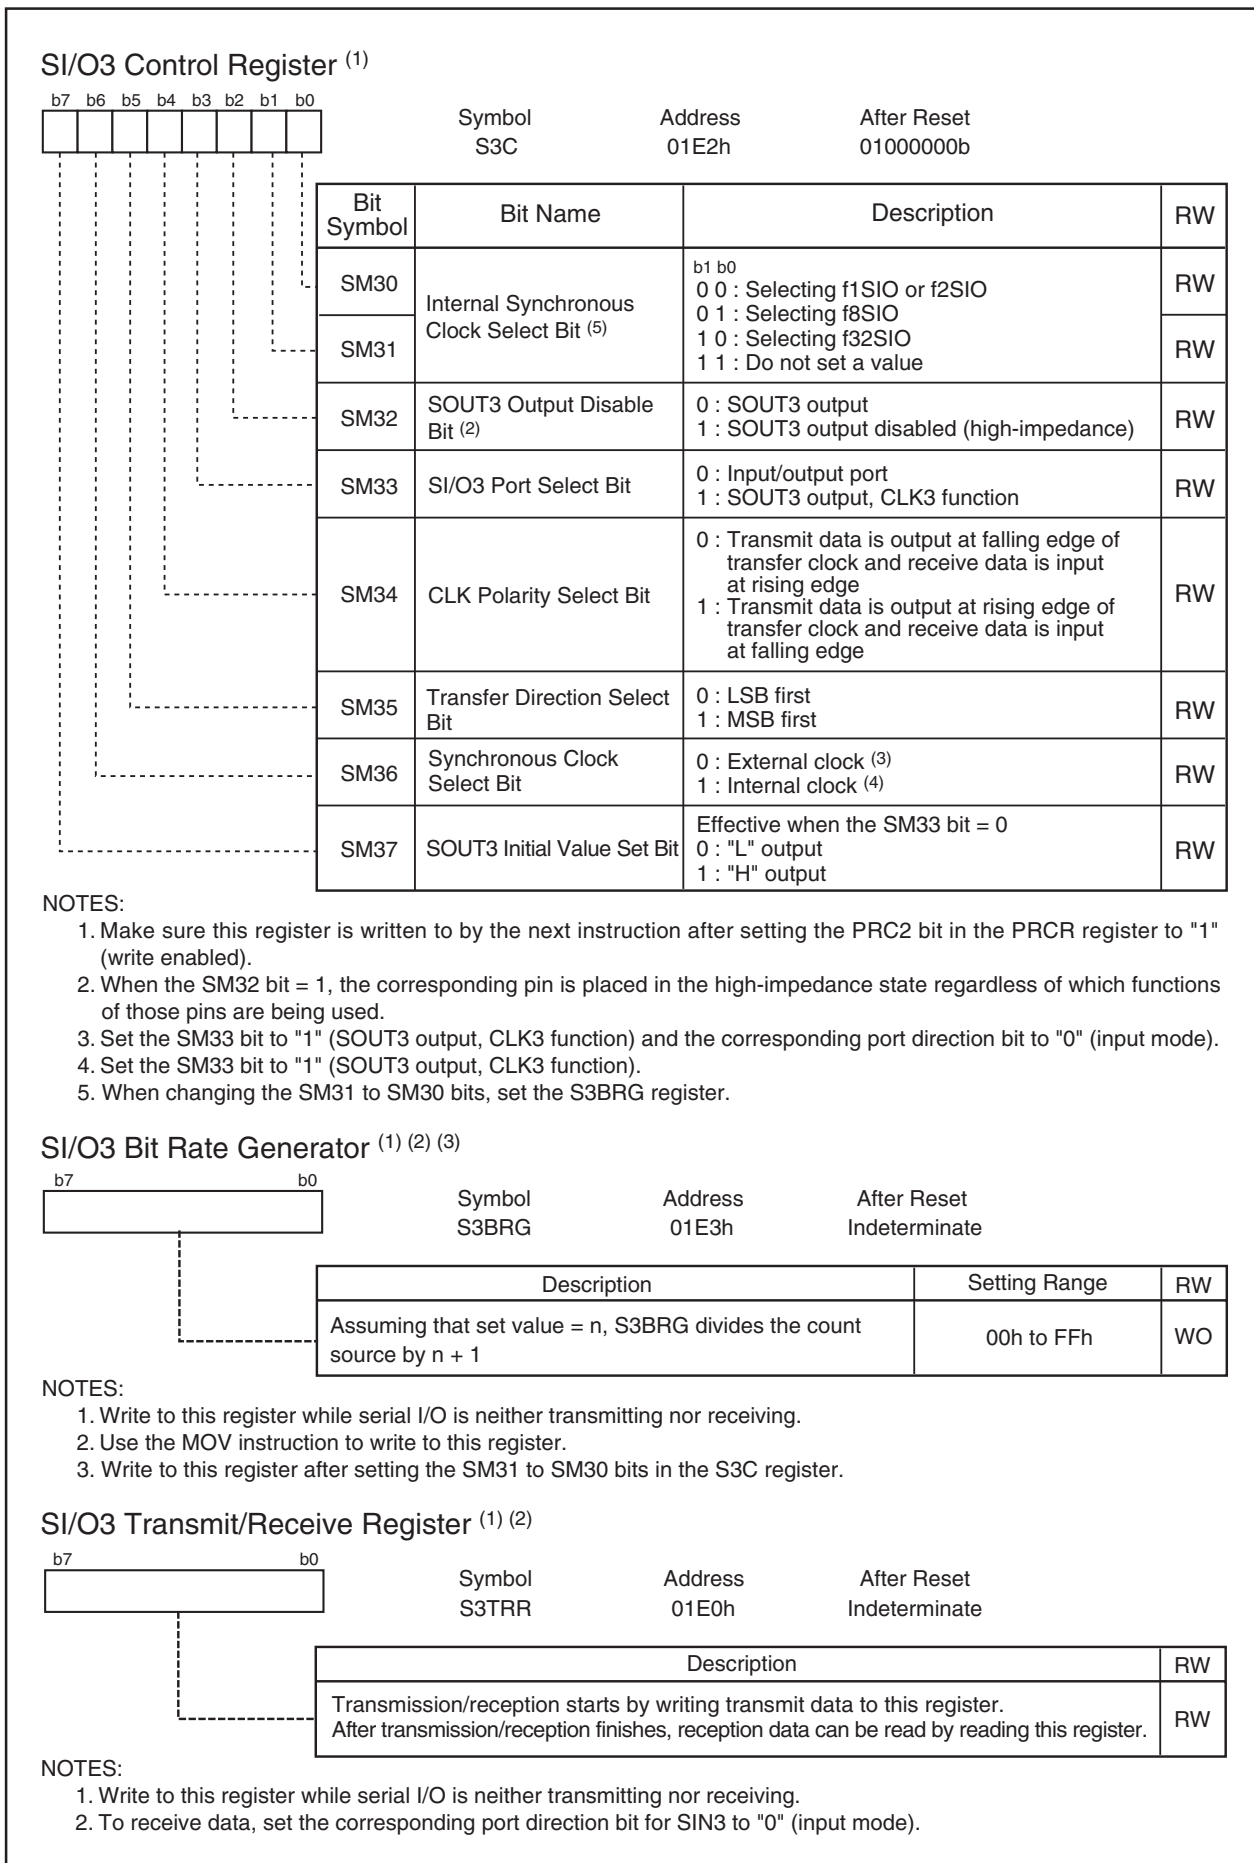 SI/O3 Control Register (1)
b7 b6 b5 b4 b3 b2 b1 b0
Symbol Address After Reset
S3C 01E2h 01000000b
Bit Symbol Bit Name Description RW
SM30 Internal Synchronous Clock Select Bit (5) b1 b0 RW
0 0 : Selecting f1SIO or f2SIO
0 1 : Selecting f8SIO
SM31 1 0 : Selecting f32SIO RW
1 1 : Do not set a value
SM32 SOUT3 Output Disable Bit (2) 0 : SOUT3 output RW
1 : SOUT3 output disabled (high-impedance)
SM33 SI/O3 Port Select Bit 0 : Input/output port RW
1 : SOUT3 output, CLK3 function
SM34 CLK Polarity Select Bit 0 : Transmit data is output at falling edge of RW
transfer clock and receive data is input
at rising edge
1 : Transmit data is output at rising edge of
transfer clock and receive data is input
at falling edge
SM35 Transfer Direction Select Bit 0 : LSB first RW
1 : MSB first
SM36 Synchronous Clock Select Bit 0 : External clock (3) RW
1 : Internal clock (4)
SM37 SOUT3 Initial Value Set Bit Effective when the SM33 bit = 0 RW
0 : "L" output
1 : "H" output
NOTES:
1. Make sure this register is written to by the next instruction after setting the PRC2 bit in the PRCR register to "1"
(write enabled).
2. When the SM32 bit = 1, the corresponding pin is placed in the high-impedance state regardless of which functions
of those pins are being used.
3. Set the SM33 bit to "1" (SOUT3 output, CLK3 function) and the corresponding port direction bit to "0" (input mode).
4. Set the SM33 bit to "1" (SOUT3 output, CLK3 function).
5. When changing the SM31 to SM30 bits, set the S3BRG register.
SI/O3 Bit Rate Generator (1) (2) (3)
b7 b0
Symbol Address After Reset
S3BRG 01E3h Indeterminate
Description Setting Range RW
Assuming that set value = n, S3BRG divides the count 00h to FFh WO
source by n + 1
NOTES:
1. Write to this register while serial I/O is neither transmitting nor receiving.
2. Use the MOV instruction to write to this register.
3. Write to this register after setting the SM31 to SM30 bits in the S3C register.
SI/O3 Transmit/Receive Register (1) (2)
b7 b0
Symbol Address After Reset
S3TRR 01E0h Indeterminate
Description RW
Transmission/reception starts by writing transmit data to this register. RW
After transmission/reception finishes, reception data can be read by reading this register.
NOTES:
1. Write to this register while serial I/O is neither transmitting nor receiving.
2. To receive data, set the corresponding port direction bit for SIN3 to "0" (input mode).